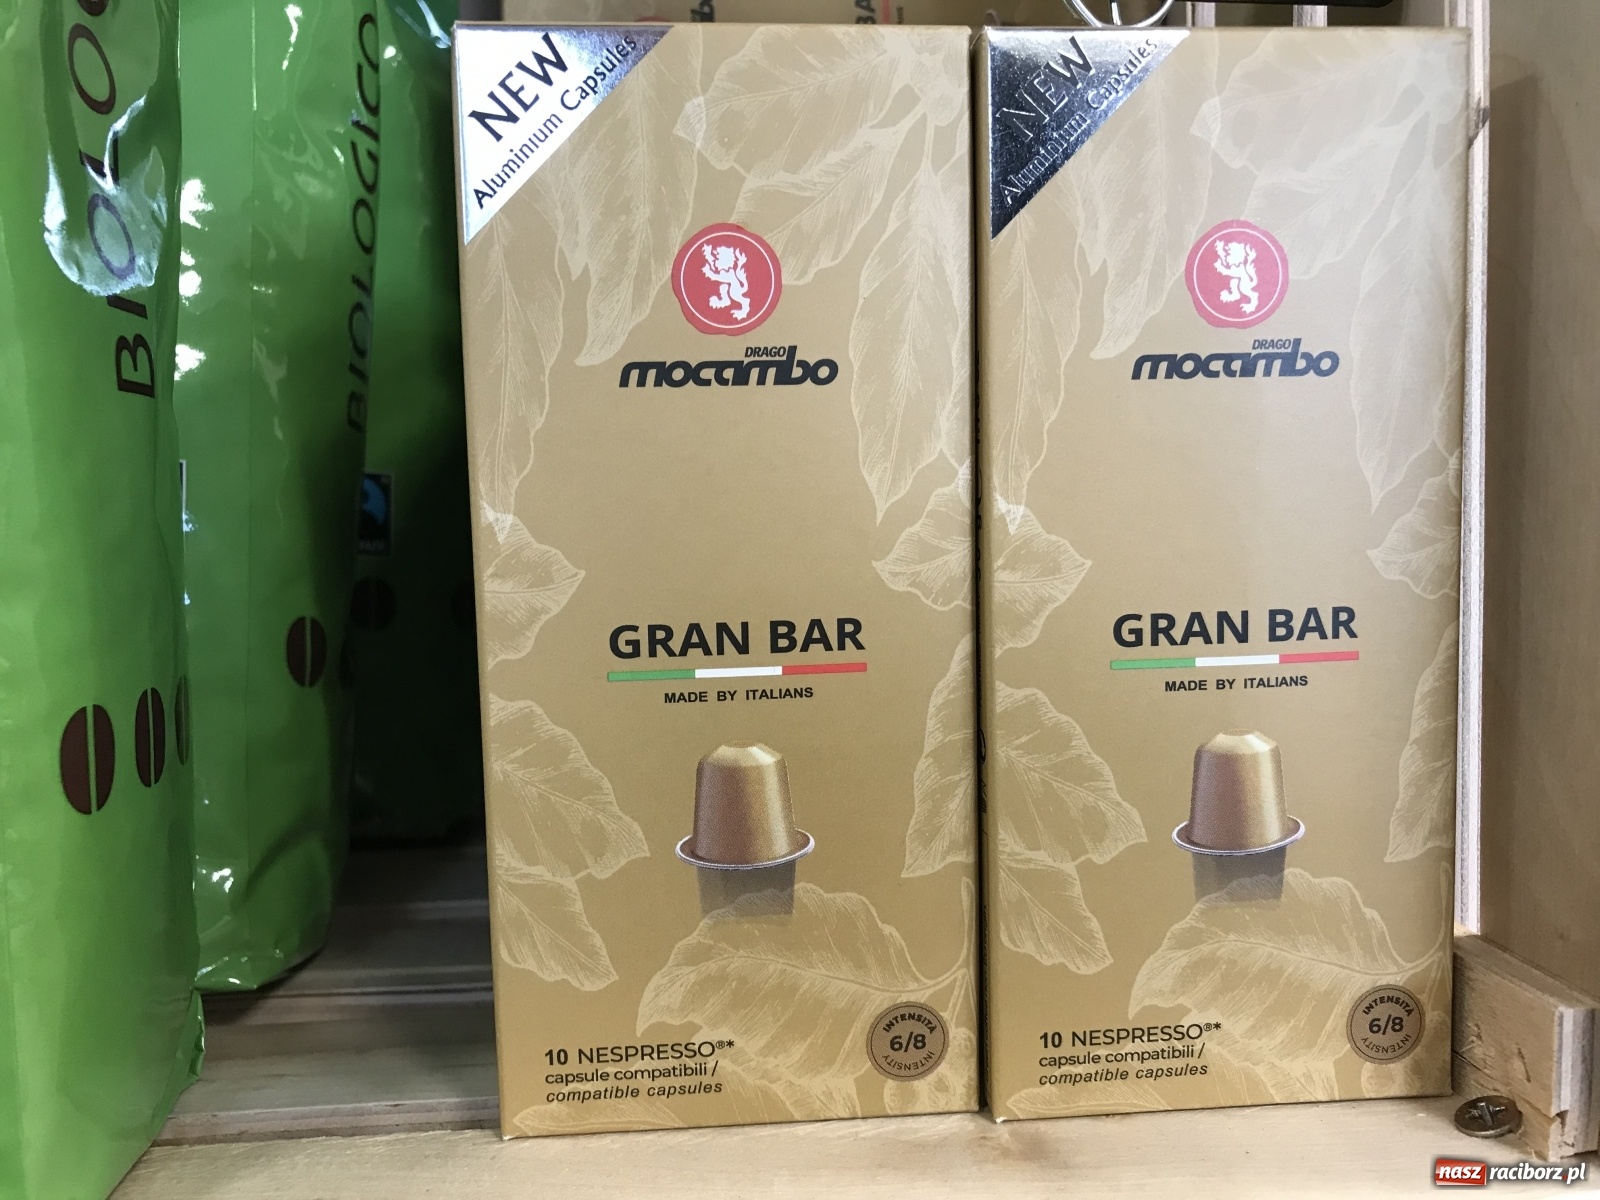 BIOLOG
BIOLOGICO
NEW
Aluminium Capsules
DRAGO
mocambo
GRAN BAR
MADE BY ITALIANS
10 NESPRESSO®*
capsule compatibili /
compatible capsules
INTENSITÀ
6/8
INTENSITY
NEW
Aluminium Capsules
DRAGO
mocambo
GRAN BAR
MADE BY ITALIANS
10 NESPRESSO®*
capsule compatibili /
compatible capsules
INTENSITÀ
6/8
INTENSITY
nasz raciborz.pl